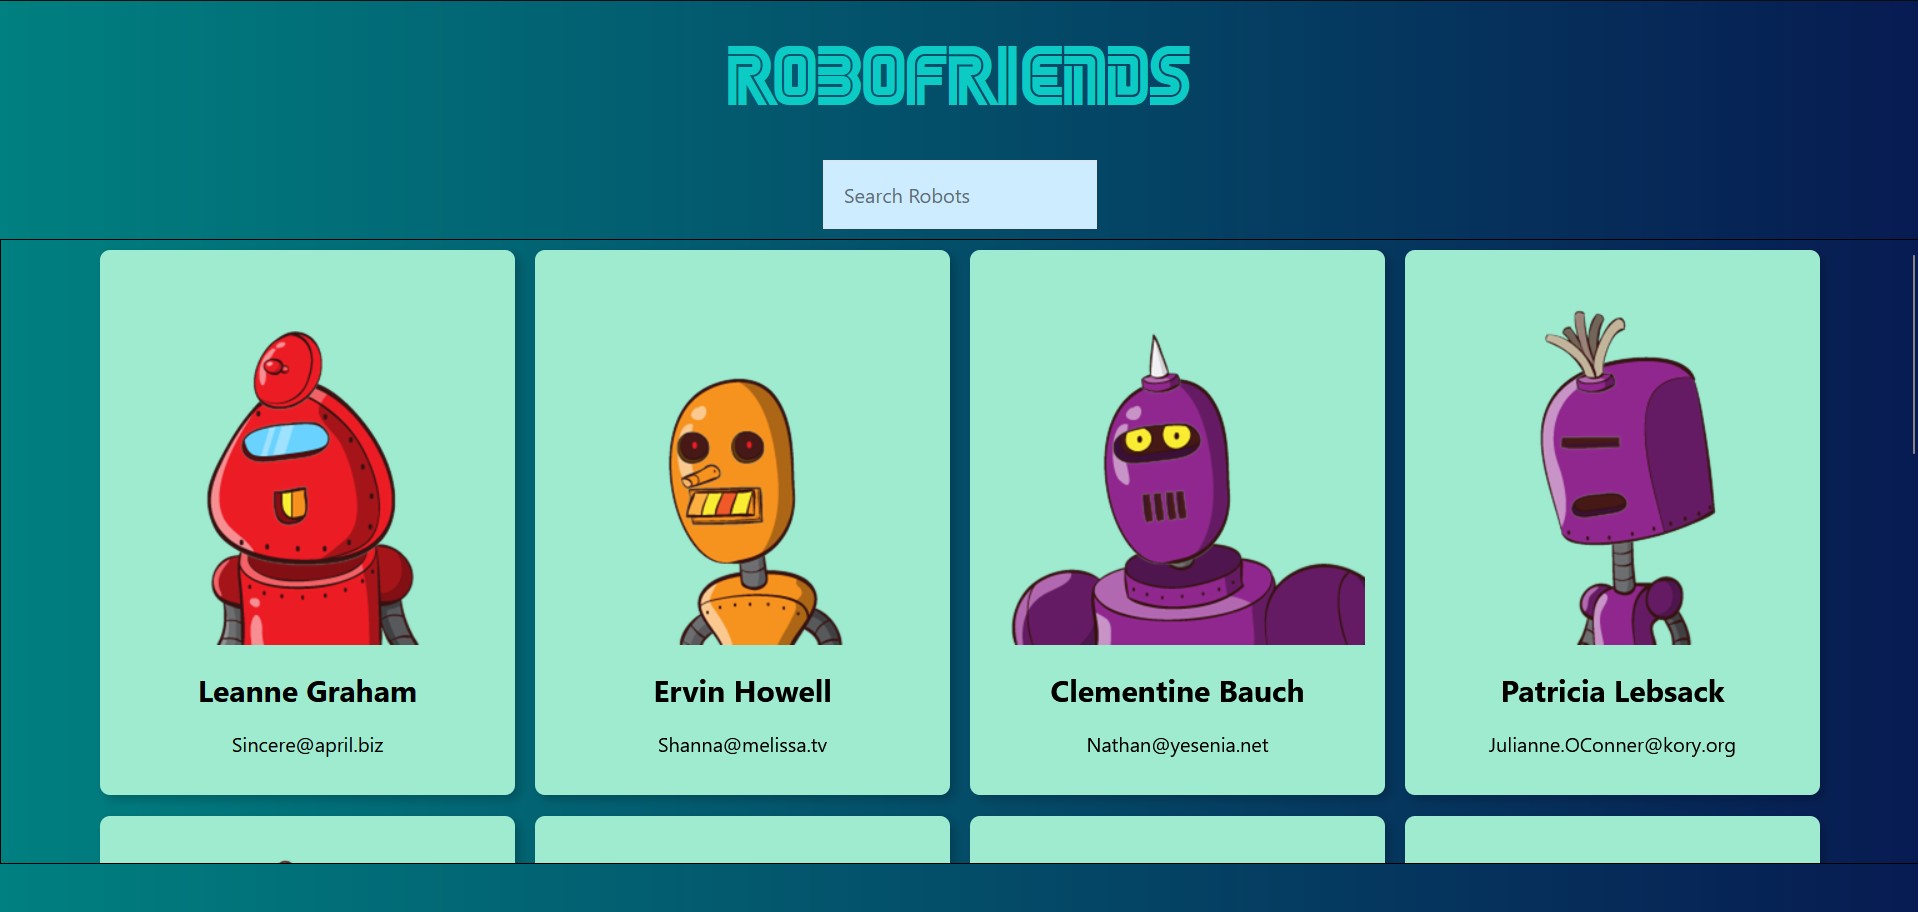 ROBOFRIENDS
Search Robots
Leanne Graham
Ervin Howell
Clementine Bauch
Patricia Lebsack
Sincere@april.biz
Shanna@melissa.tv
Nathan@yesenia.net
Julianne.OConner@kory.org